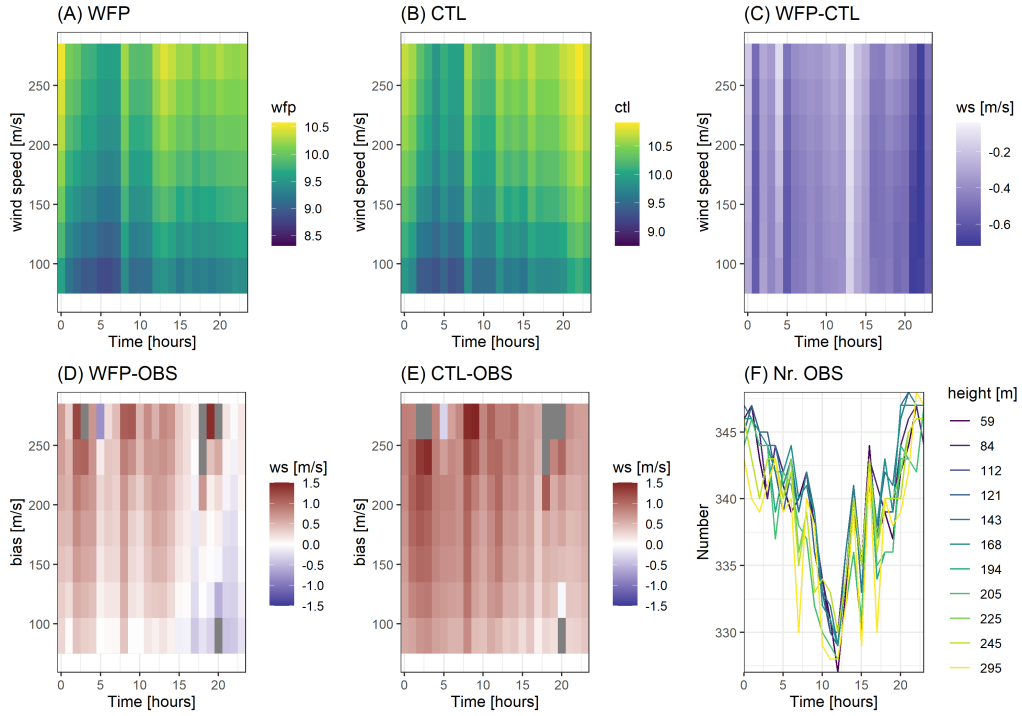 (A) WFP
(B) CTL
(C) WFP-CTL
wind speed [m/s]
250
200
150
100
0 5 10 15 20
Time [hours]
wfp
10.5
10.0
9.5
9.0
8.5
wind speed [m/s]
250
200
150
100
0 5 10 15 20
Time [hours]
ctl
10.5
10.0
9.5
9.0
wind speed [m/s]
250
200
150
100
0 5 10 15 20
Time [hours]
ws [m/s]
-0.2
-0.4
-0.6
(D) WFP-OBS
(E) CTL-OBS
(F) Nr. OBS
bias [m/s]
250
200
150
100
0 5 10 15 20
Time [hours]
ws [m/s]
1.5
1.0
0.5
0.0
-0.5
-1.0
-1.5
bias [m/s]
250
200
150
100
0 5 10 15 20
Time [hours]
ws [m/s]
1.5
1.0
0.5
0.0
-0.5
-1.0
-1.5
Number
345
340
335
330
0 5 10 15 20
Time [hours]
height [m]
59
84
112
121
143
168
194
205
225
245
295